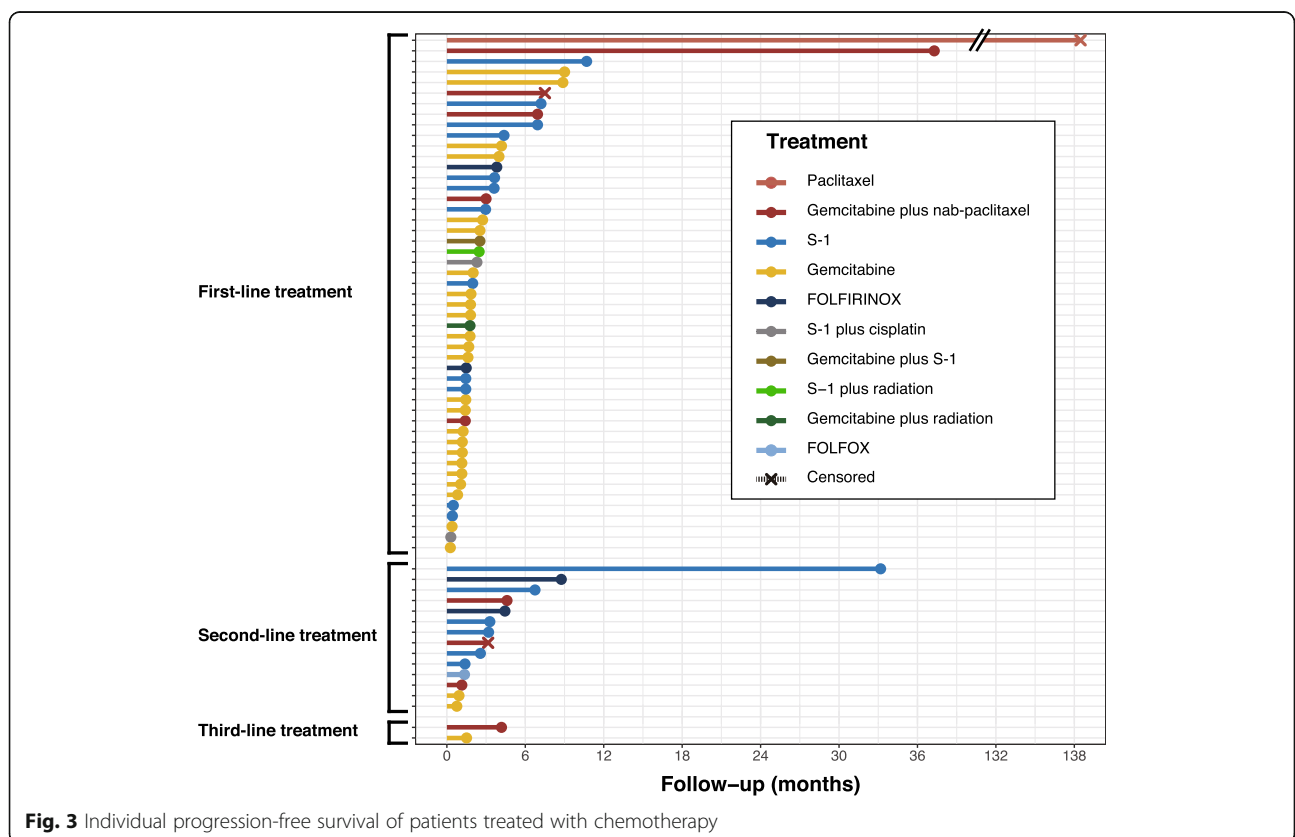 First-line treatment
Second-line treatment
Third-line treatment
Treatment
Paclitaxel
Gemcitabine plus nab-paclitaxel
S-1
Gemcitabine
FOLFIRINOX
S-1 plus cisplatin
Gemcitabine plus S-1
S–1 plus radiation
Gemcitabine plus radiation
FOLFOX
Censored
0 6 12 18 24 30 36 132 138
Follow–up (months)
Fig. 3 Individual progression-free survival of patients treated with chemotherapy